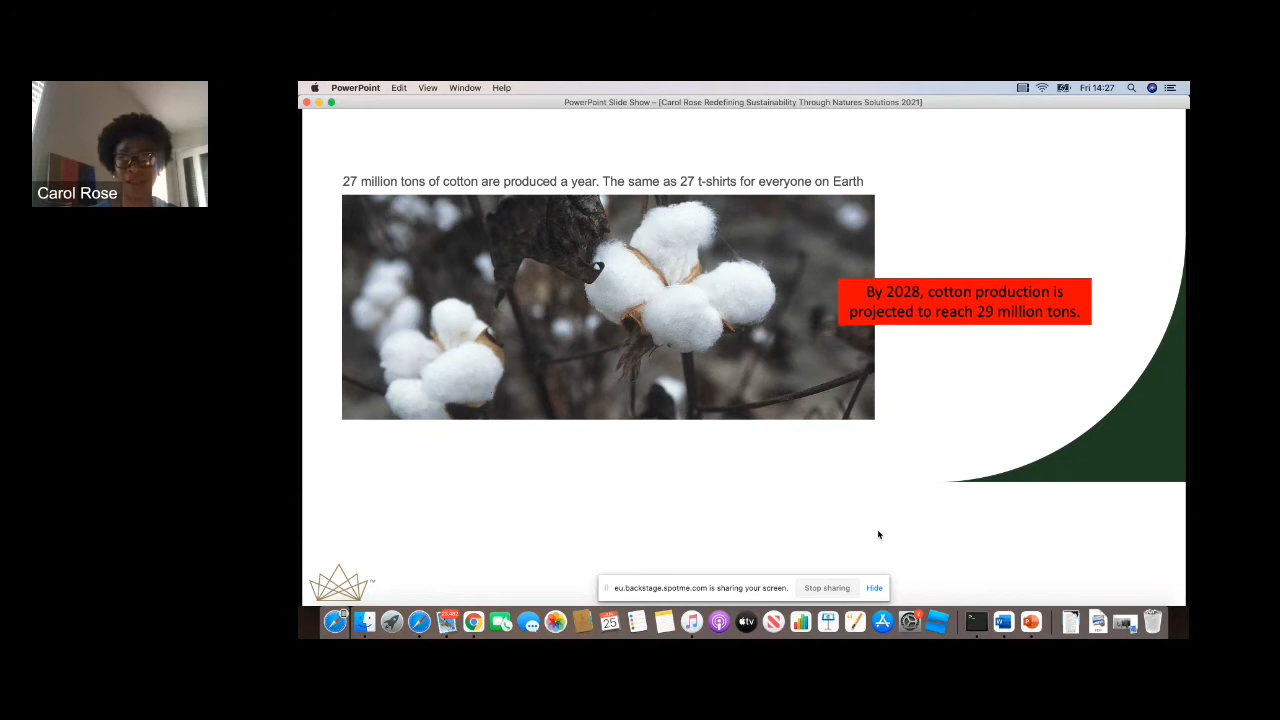 PowerPoint Edit View Window Help Fri 14:27
PowerPoint Slide Show – [Carol Rose Redefining Sustainability Through Natures Solutions 2021]
Carol Rose
27 million tons of cotton are produced a year. The same as 27 t-shirts for everyone on Earth
By 2028, cotton production is
projected to reach 29 million tons.
TM
eu.backstage.spotme.com is sharing your screen. Stop sharing Hide
25
tv